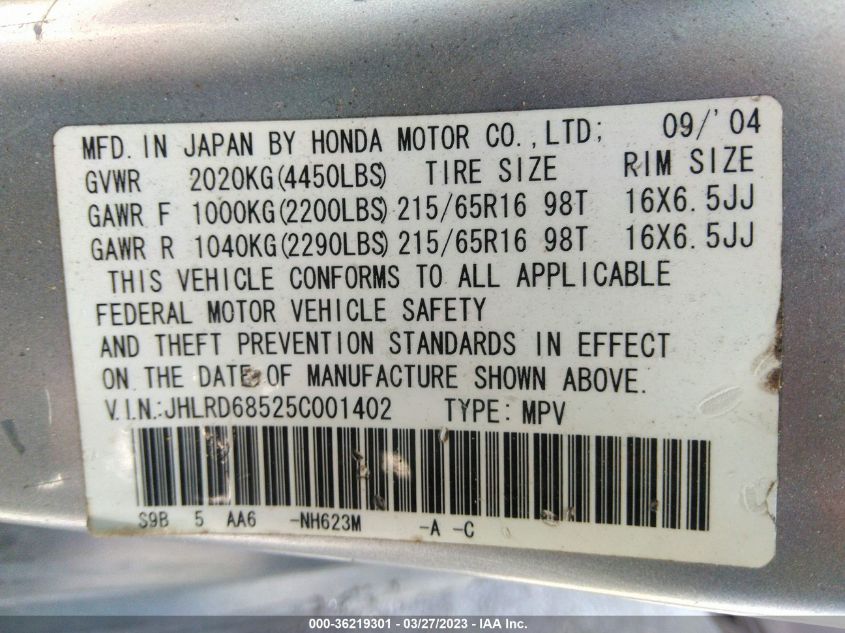 MFD. IN JAPAN BY HONDA MOTOR CO., LTD; 09/'04
GVWR 2020KG(4450LBS) TIRE SIZE RIM SIZE
GAWR F 1000KG(2200LBS) 215/65R16 98T 16X6.5JJ
GAWR R 1040KG(2290LBS) 215/65R16 98T 16X6.5JJ
THIS VEHICLE CONFORMS TO ALL APPLICABLE
FEDERAL MOTOR VEHICLE SAFETY
AND THEFT PREVENTION STANDARDS IN EFFECT
ON THE DATE OF MANUFACTURE SHOWN ABOVE.
V.I.N.:JHLRD68525C001402 TYPE: MPV
S9B 5 AA6 -NH623M -A -C
000-36219301 - 03/27/2023 - IAA Inc.